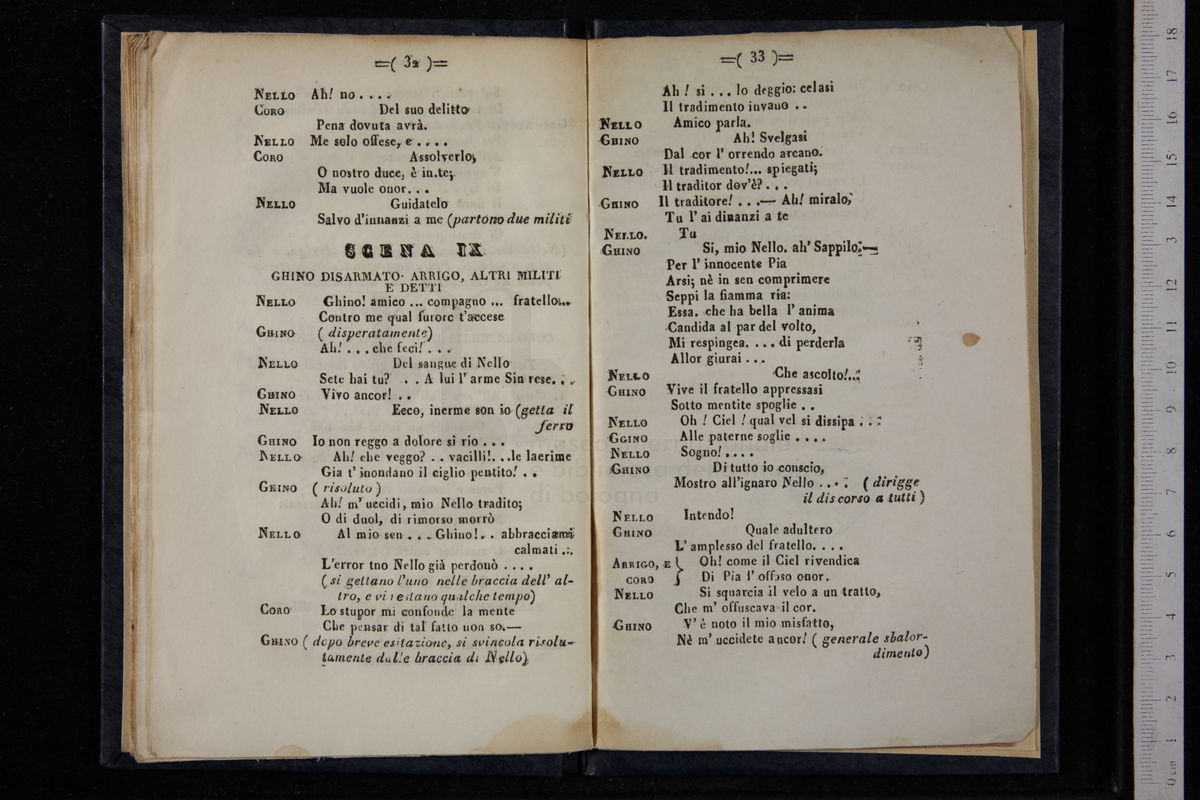 =( 32 )=
NELLO Ah! no . . . .
CORO Del suo delitto
Pena dovuta avrà.
NELLO Me solo offese, e . . . .
CORO Assolverlo,
O nostro duce, è in te;
Ma vuole onor. . .
NELLO Guidatelo
Salvo d'innanzi a me (partono due militi
SCENA IX
GHINO DISARMATO· ARRIGO, ALTRI MILITI
E DETTI
NELLO Ghino! amico ... compagno ... fratello...
Contro me qual furore t'accese
GHINO ( disperatamente)
Ah! . . . che feci! . . .
NELLO Del sangue di Nello
Sete hai tu? . . A lui l' arme Sin rese. . .
GHINO Vivo ancor! . .
NELLO Ecco, inerme son io (getta il
ferro
GHINO Io non reggo a dolore sì rio . . .
NELLO Ah! che veggo? . . vacilli!. ..le lacrime
Gia t' inondano il ciglio pentito! . .
GHINO ( risoluto )
Ah! m' uccidi, mio Nello tradito;
O di duol, di rimorso morrò
NELLO Al mio sen . . . Ghino!. . abbracciami
calmati .:.
L'error tno Nello già perdonò . . . .
( si gettano l'uno nelle braccia dell' al-
tro, e vi restano qualche tempo)
CORO Lo stupor mi confonde la mente
Che pensar di tal fatto non so.—
GHINO ( dopo breve esitazione, si svincola risolu-
tamente dalle braccia di Nello)
=( 33 )=
Ah ! si . . . lo deggio: celasi
Il tradimento invano . .
NELLO Amico parla.
GHINO Ah! Svelgasi
Dal cor l' orrendo arcano.
NELLO Il tradimento!... spiegati;
Il traditor dov'è? . . .
GHINO Il traditore! . . .— Ah! miralo;
Tu l' ai dinanzi a te
NELLO. Tu
GHINO Si, mio Nello. ah' Sappilo:—
Per l' innocente Pia
Arsi; nè in sen comprimere
Seppi la fiamma ria:
Essa. che ha bella l' anima
Candida al par del volto,
Mi respingea. . . . di perderla
Allor giurai . . .
NELLO Che ascolto!...
GHINO Vive il fratello appressasi
Sotto mentite spoglie . .
NELLO Oh ! Ciel ! qual vel si dissipa . . .
GGINO Alle paterne soglie . . . .
NELLO Sogno! . . . .
GHINO Di tutto io conscio,
Mostro all'ignaro Nello . . . . ( dirigge
il discorso a tutti )
NELLO Intendo!
GHINO Quale adultero
L' amplesso del fratello. . . .
ARRIGO, E } Oh! come il Ciel rivendica
CORO Di Pia l' offoso onor.
NELLO Si squarcia il velo a un tratto,
Che m' offuscava il cor.
GHINO V' è noto il mio misfatto,
Nè m' uccidete ancor! ( generale sbalor-
dimento)